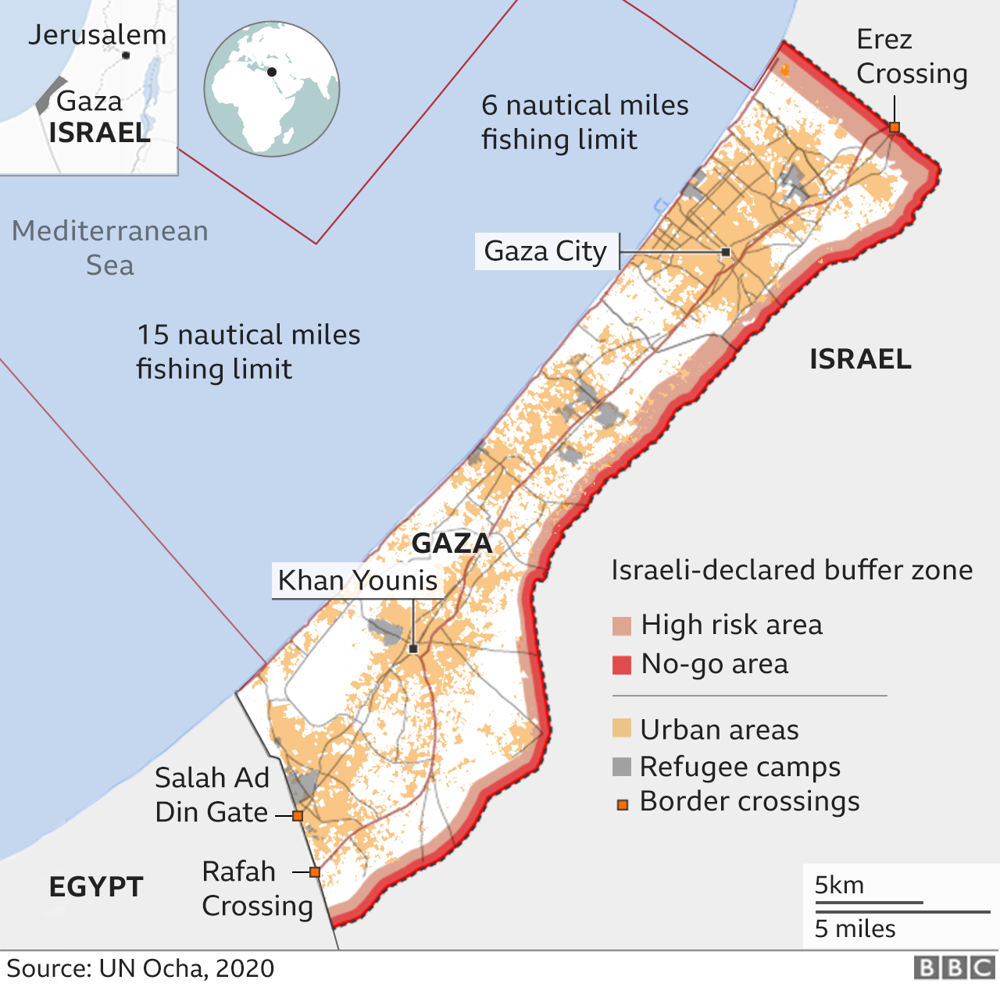 Jerusalem
Gaza
ISRAEL
Erez
Crossing
6 nautical miles
fishing limit
Mediterranean
Sea
Gaza City
15 nautical miles
fishing limit
ISRAEL
GAZA
Khan Younis
Israeli-declared buffer zone
High risk area
No-go area
Urban areas
Refugee camps
Border crossings
Salah Ad
Din Gate
Rafah
Crossing
EGYPT
5km
5 miles
Source: UN Ocha, 2020
BBC